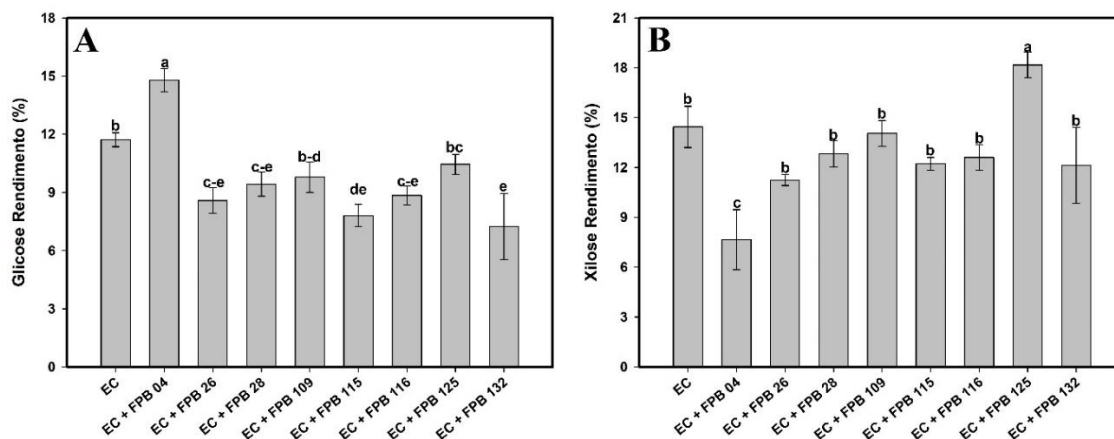 A
Glicose Rendimento (%)
18
15
12
9
6
3
0
b
a
c-e
c-e
b-d
de
c-e
bc
e
EC
EC + FPB 04
EC + FPB 26
EC + FPB 28
EC + FPB 109
EC + FPB 115
EC + FPB 116
EC + FPB 125
EC + FPB 132
B
Xilose Rendimento (%)
21
18
15
12
9
6
3
0
b
c
b
b
b
b
b
a
b
EC
EC + FPB 04
EC + FPB 26
EC + FPB 28
EC + FPB 109
EC + FPB 115
EC + FPB 116
EC + FPB 125
EC + FPB 132